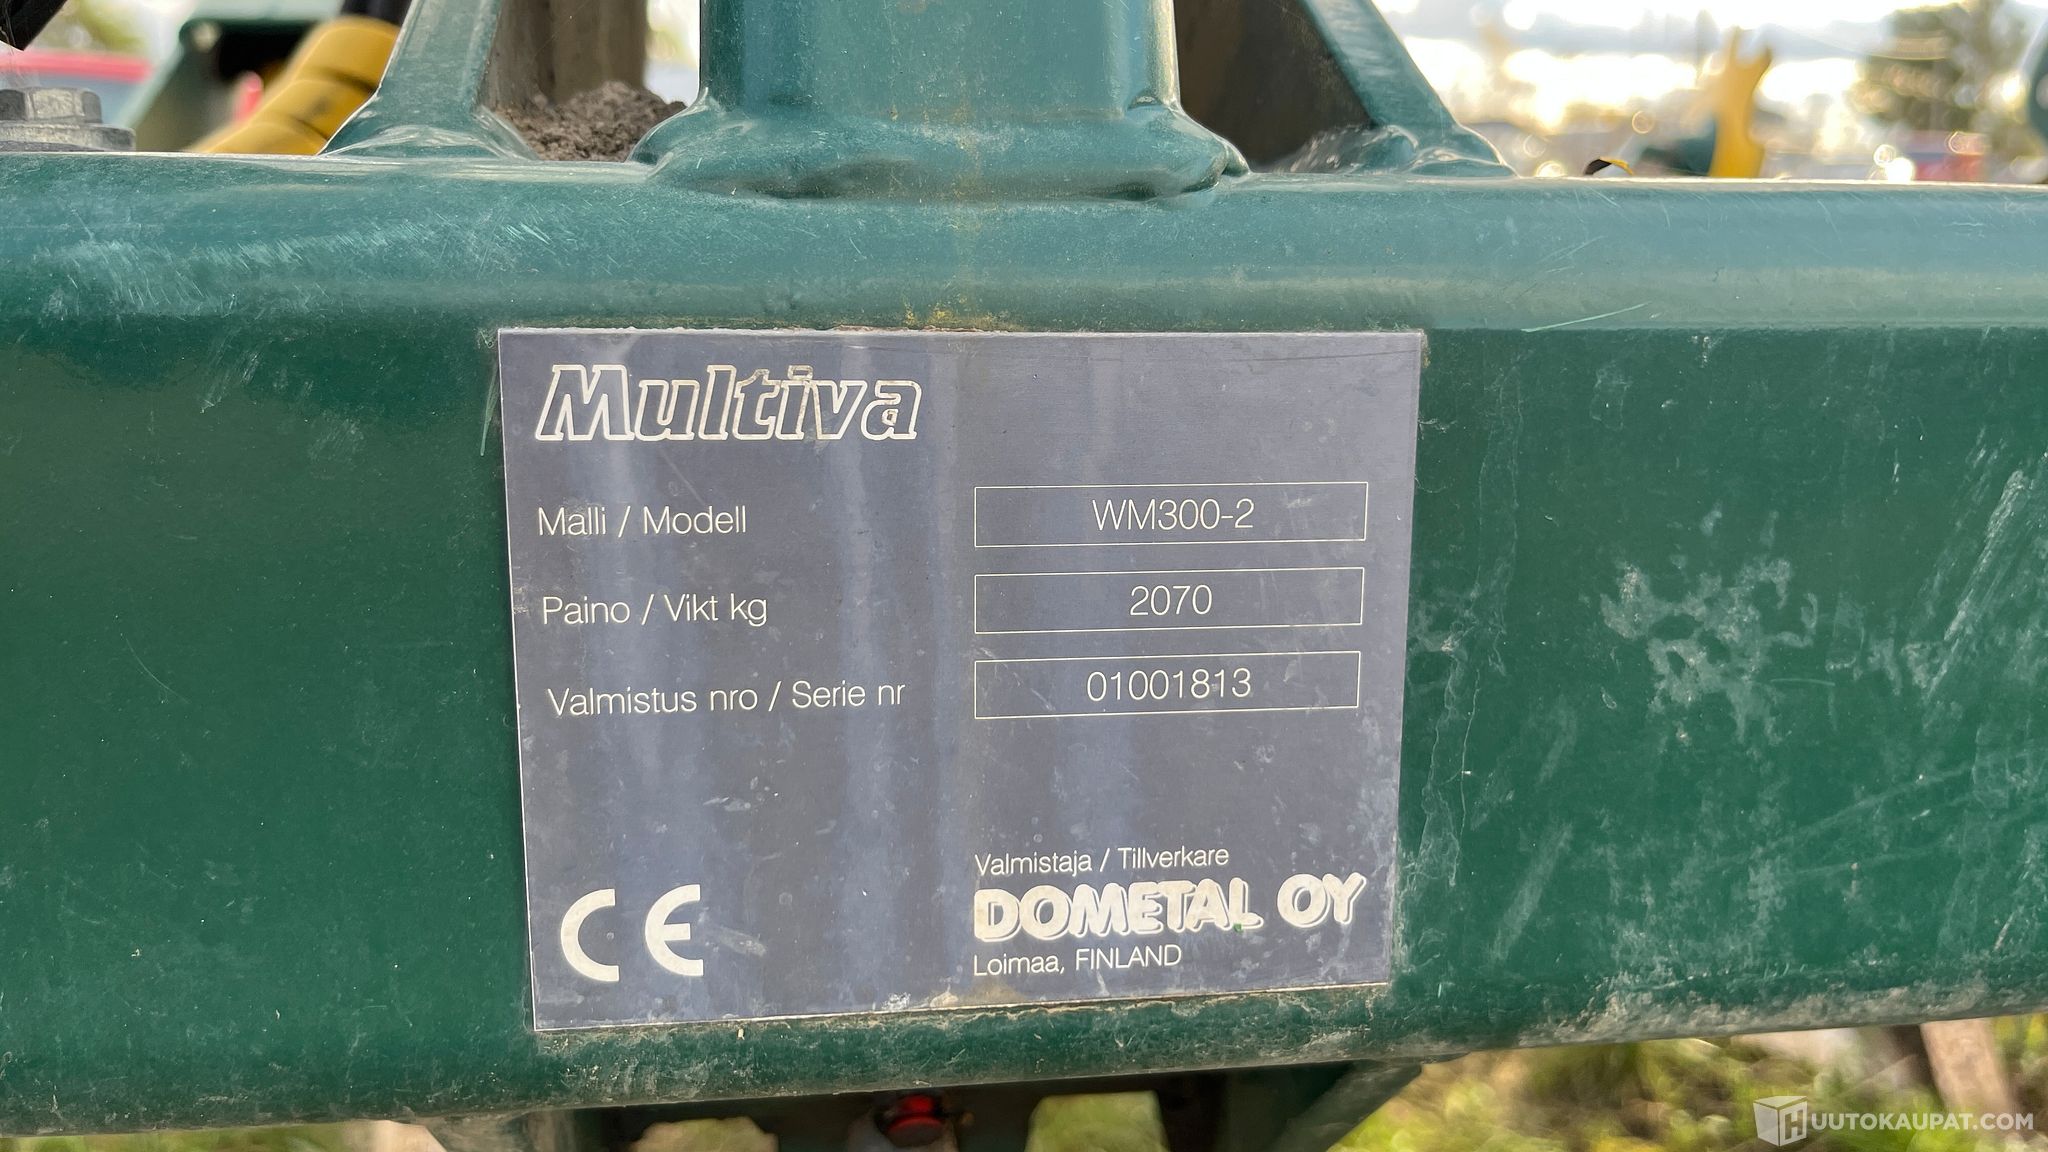 Multiva
Malli / Modell WM300-2
Paino / Vikt kg 2070
Valmistus nro / Serie nr 01001813
CE
Valmistaja / Tillverkare
DOMETAL OY
Loimaa, FINLAND
HUUTOKAUPAT.COM